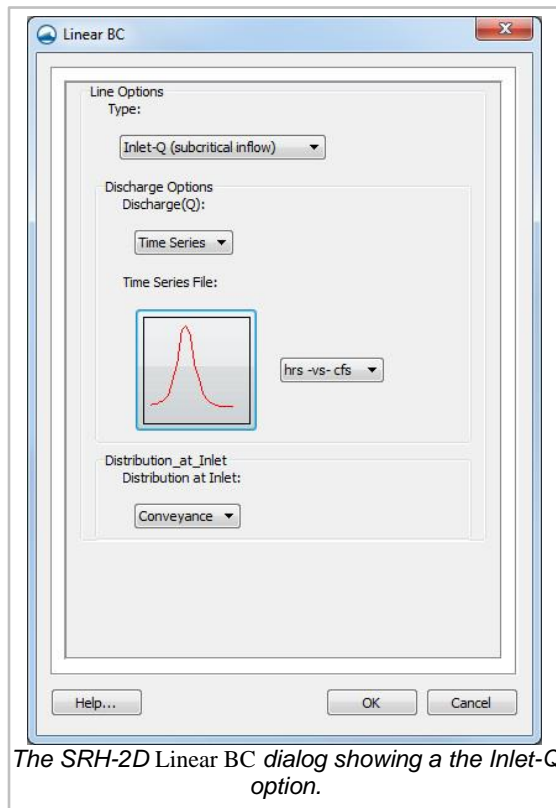 Linear BC
Line Options
Type:
Inlet-Q (subcritical inflow)
Discharge Options
Discharge(Q):
Time Series
Time Series File:
hrs -vs- cfs
Distribution_at_Inlet
Distribution at Inlet:
Conveyance
Help...
OK
Cancel
The SRH-2D Linear BC dialog showing a the Inlet-Q
option.